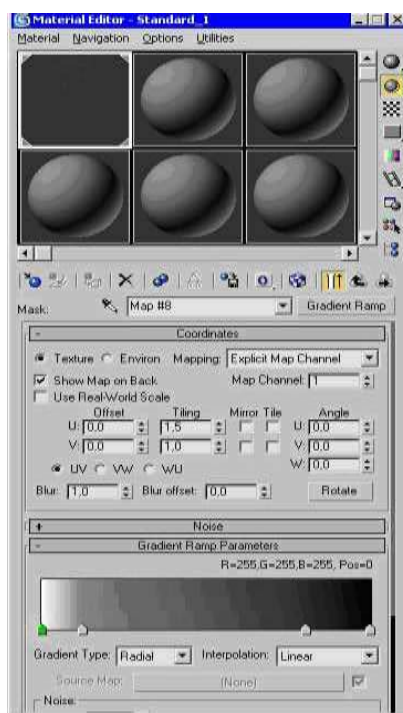 Material Editor - Standard_1
Material Navigation Options Utilities
Mask: Map #8 Gradient Ramp
- Coordinates
Texture Environ Mapping: Explicit Map Channel
Show Map on Back Map Channel: 1
Use Real-World Scale
Offset Tiling Mirror Tile Angle
U: 0,0 1,5 U: 0,0
V: 0,0 1,0 V: 0,0
W: 0,0
UV VW WU
Blur: 1,0 Blur offset: 0,0 Rotate
+ Noise
- Gradient Ramp Parameters
R=255,G=255,B=255, Pos=0
Gradient Type: Radial Interpolation: Linear
Source Map: (None)
Noise: